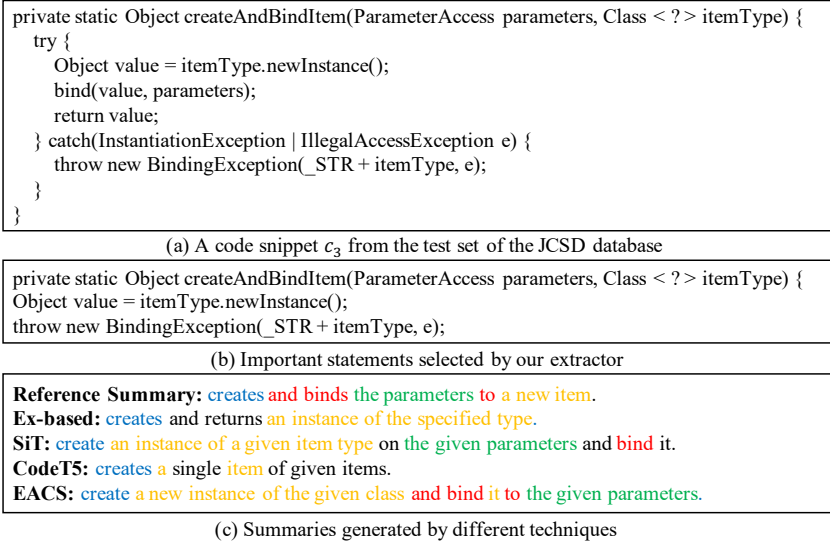 private static Object createAndBindItem(ParameterAccess parameters, Class < ? > itemType) {
try {
Object value = itemType.newInstance();
bind(value, parameters);
return value;
} catch(InstantiationException | IllegalAccessException e) {
throw new BindingException(_STR + itemType, e);
}
}
(a) A code snippet c₃ from the test set of the JCSD database
private static Object createAndBindItem(ParameterAccess parameters, Class < ? > itemType) {
Object value = itemType.newInstance();
throw new BindingException(_STR + itemType, e);
(b) Important statements selected by our extractor
Reference Summary: creates and binds the parameters to a new item.
Ex-based: creates and returns an instance of the specified type.
SiT: create an instance of a given item type on the given parameters and bind it.
CodeT5: creates a single item of given items.
EACS: create a new instance of the given class and bind it to the given parameters.
(c) Summaries generated by different techniques